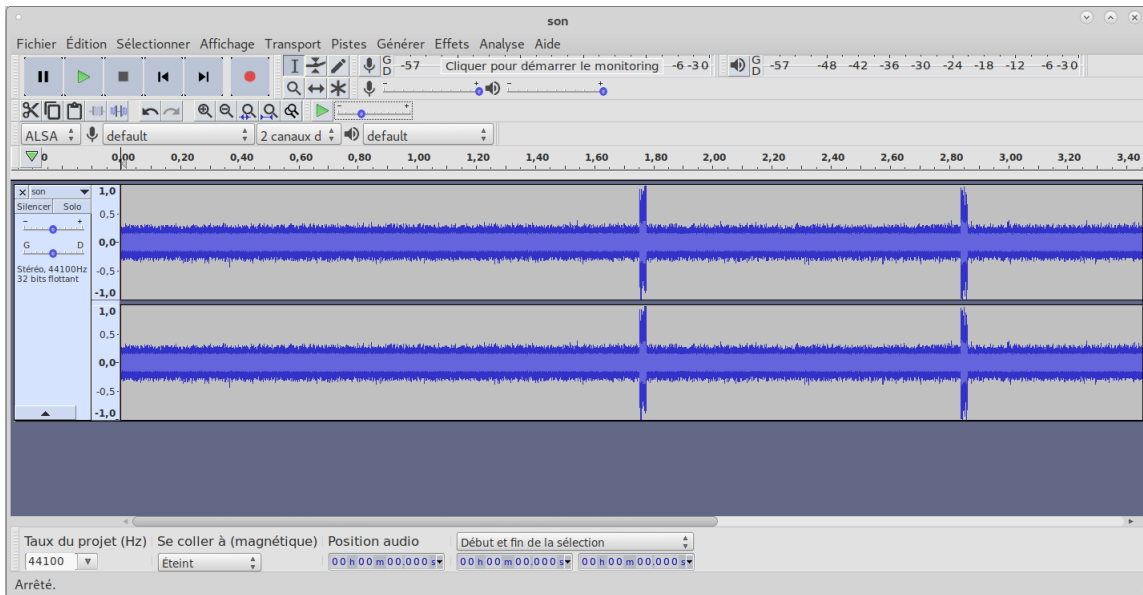 son
Fichier Édition Sélectionner Affichage Transport Pistes Générer Effets Analyse Aide
G D -57 Cliquer pour démarrer le monitoring -6 -3 0 G D -57 -48 -42 -36 -30 -24 -18 -12 -6 -3 0
- +
- +
ALSA default 2 canaux d default
0 0,00 0,20 0,40 0,60 0,80 1,00 1,20 1,40 1,60 1,80 2,00 2,20 2,40 2,60 2,80 3,00 3,20 3,40
son 1,0
Silencer Solo
- + 0,5
G D 0,0
Stéréo, 44100Hz -0,5
32 bits flottant
-1,0
1,0
0,5
0,0
-0,5
-1,0
Taux du projet (Hz) Se coller à (magnétique) Position audio Début et fin de la sélection
44100 Éteint 00 h 00 m 00,000 s 00 h 00 m 00,000 s 00 h 00 m 00,000 s
Arrêté.